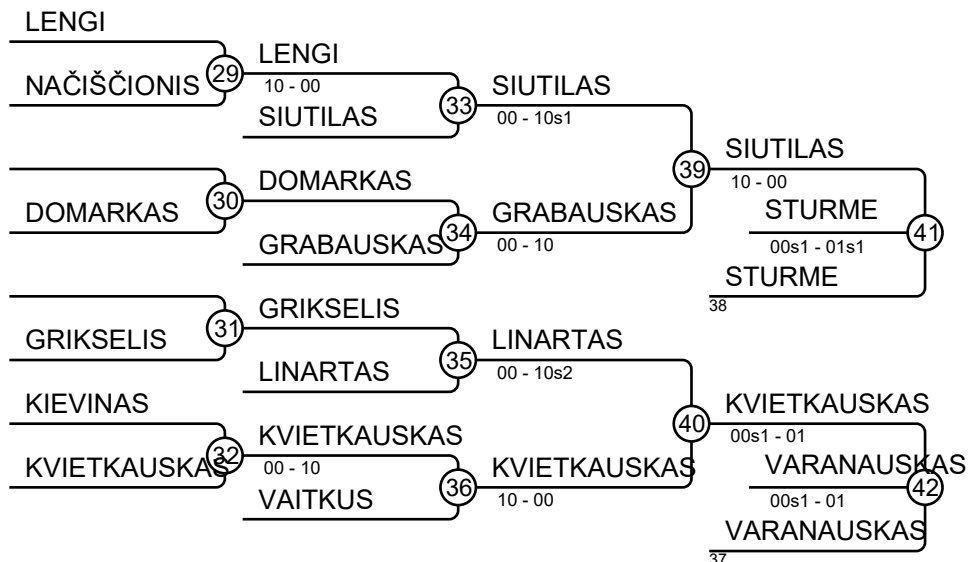 LENGI
LENGI
29
NAČIŠČIONIS
10 - 00
SIUTILAS
33
SIUTILAS
00 - 10s1
SIUTILAS
39
10 - 00
DOMARKAS
30
DOMARKAS
STURME
GRABAUSKAS
34
GRABAUSKAS
00 - 10
00s1 - 01s1
41
STURME
38
GRIKSELIS
31
GRIKSELIS
LINARTAS
35
LINARTAS
00 - 10s2
KIEVINAS
KVIETKAUSKAS
40
00s1 - 01
KVIETKAUSKAS
32
KVIETKAUSKAS
00 - 10
VARANAUSKAS
VAITKUS
36
KVIETKAUSKAS
10 - 00
00s1 - 01
42
VARANAUSKAS
37